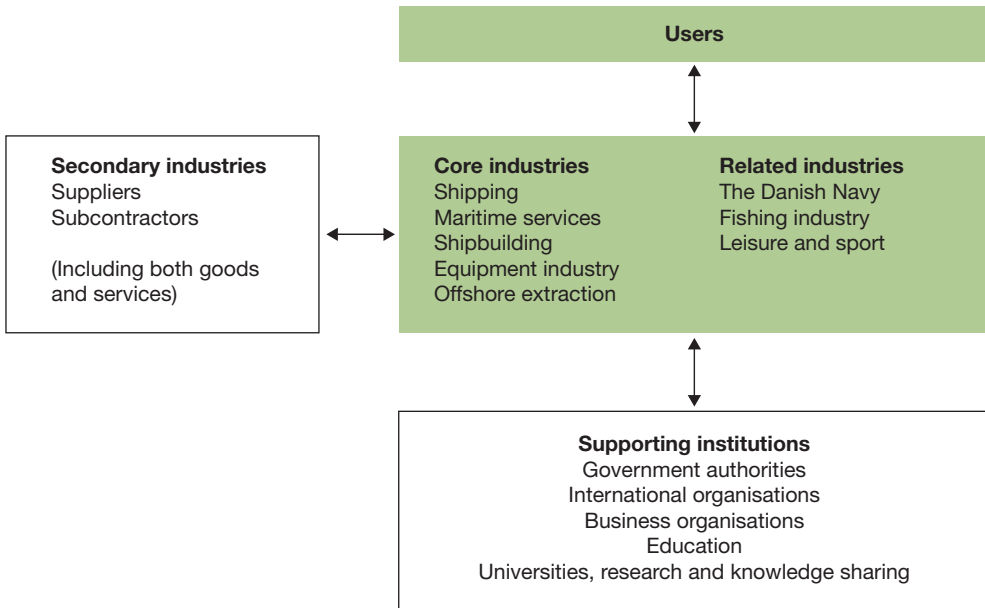 Users
Secondary industries
Suppliers
Subcontractors
(Including both goods
and services)
Core industries
Shipping
Maritime services
Shipbuilding
Equipment industry
Offshore extraction
Related industries
The Danish Navy
Fishing industry
Leisure and sport
Supporting institutions
Government authorities
International organisations
Business organisations
Education
Universities, research and knowledge sharing